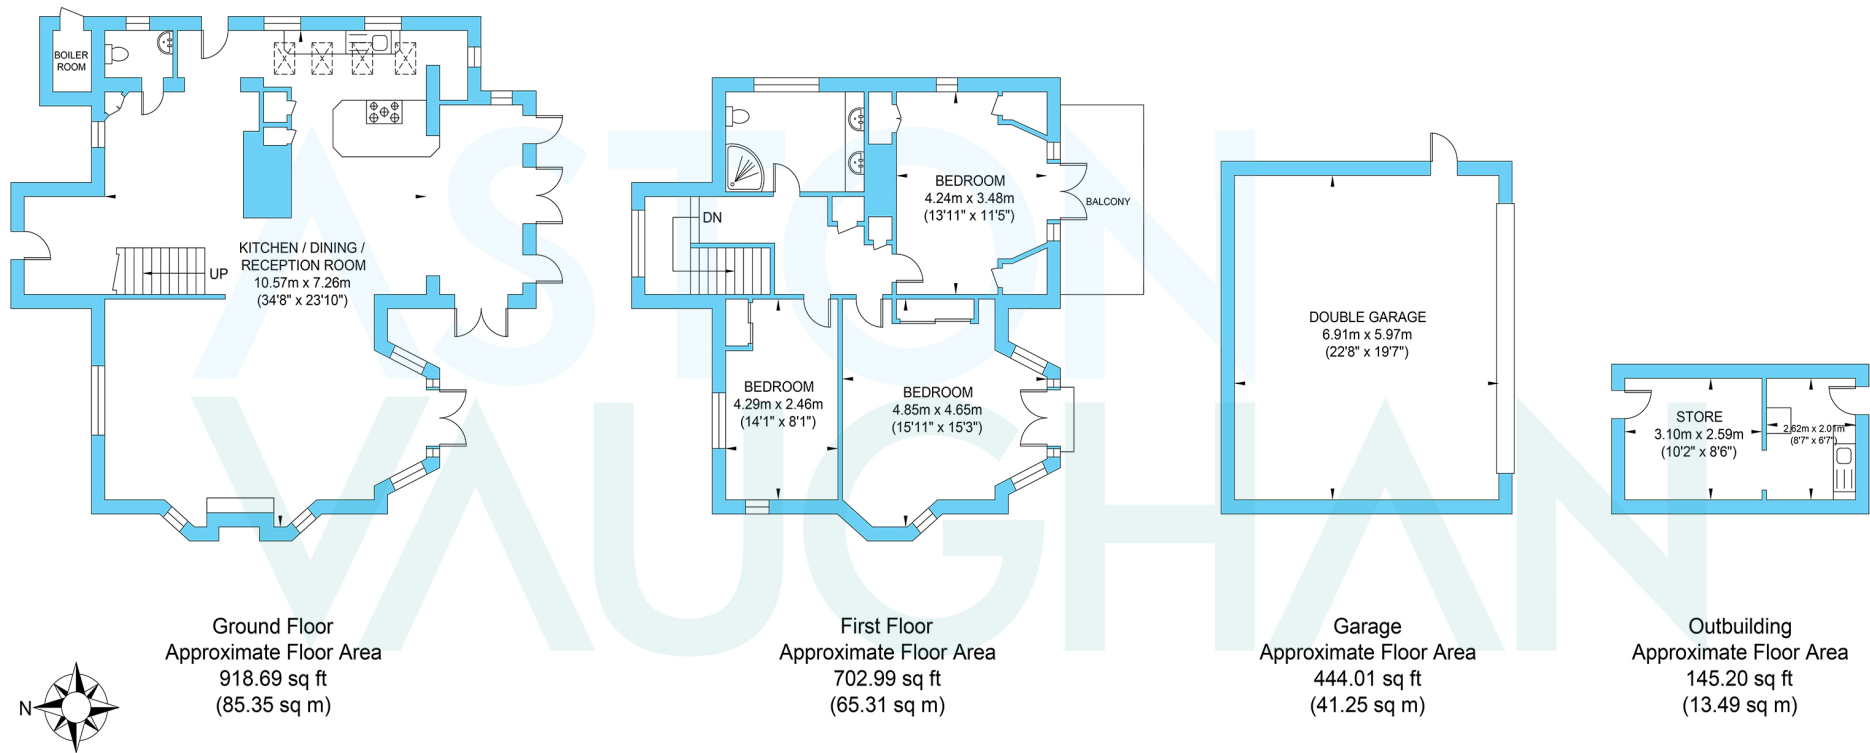 BOILER
ROOM
KITCHEN / DINING /
RECEPTION ROOM
10.57m x 7.26m
(34'8" x 23'10")
UP
DN
BEDROOM
4.24m x 3.48m
(13'11" x 11'5")
BALCONY
BEDROOM
4.29m x 2.46m
(14'1" x 8'1")
BEDROOM
4.85m x 4.65m
(15'11" x 15'3")
DOUBLE GARAGE
6.91m x 5.97m
(22'8" x 19'7")
STORE
3.10m x 2.59m
(10'2" x 8'6")
2.62m x 2.01m
(8'7" x 6'7")
ASTON
VAUGHAN
Ground Floor
Approximate Floor Area
918.69 sq ft
(85.35 sq m)
First Floor
Approximate Floor Area
702.99 sq ft
(65.31 sq m)
Garage
Approximate Floor Area
444.01 sq ft
(41.25 sq m)
Outbuilding
Approximate Floor Area
145.20 sq ft
(13.49 sq m)
N